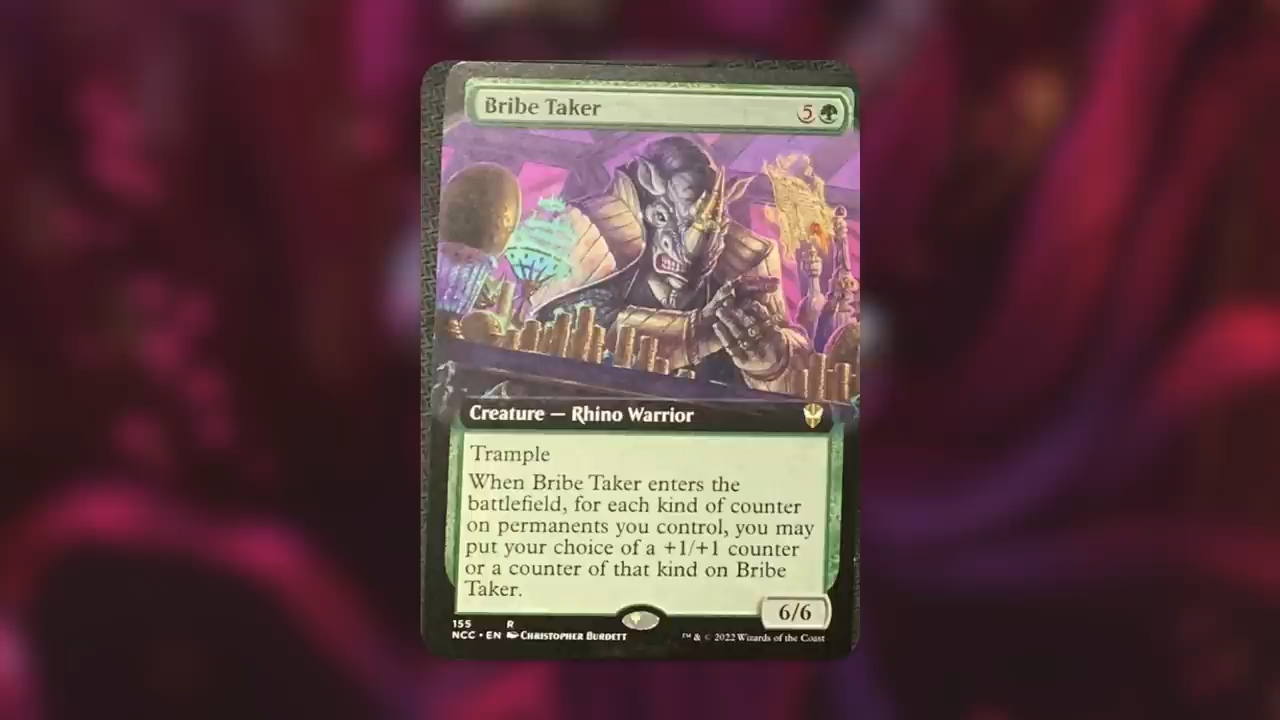 Bribe Taker 5
Creature — Rhino Warrior
Trample
When Bribe Taker enters the
battlefield, for each kind of counter
on permanents you control, you may
put your choice of a +1/+1 counter
or a counter of that kind on Bribe
Taker.
6/6
155 R
NCC • EN Christopher Burdett
™ & © 2022 Wizards of the Coast